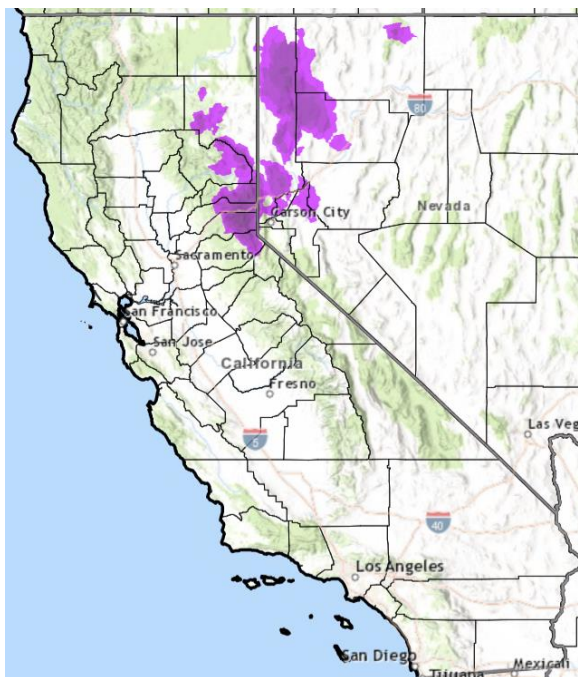 80
Nevada
Carson City
Sacramento
San Francisco
San Jose
California
Fresno
5
Las Veg
40
Los Angeles
San Diego
Tijuana
Mexicali